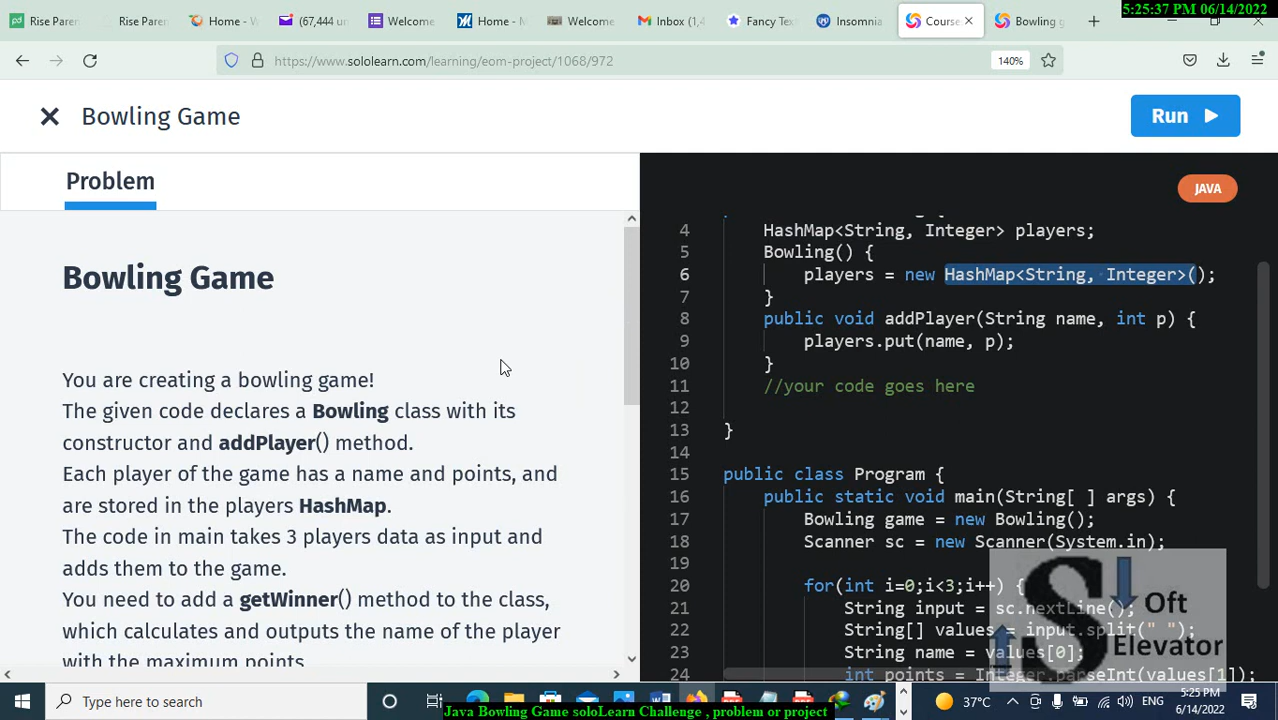 5:25:37 PM 06/14/2022
Rise Paren
Rise Paren
Home -
(67,444 un
Welcome
Home - M
Welcome
Inbox (1,4
Fancy Tex
Insomnia
Cours
Bowling g
https://www.sololearn.com/learning/eom-project/1068/972
140%
Bowling Game
Run
Problem
JAVA
Bowling Game
You are creating a bowling game!
The given code declares a Bowling class with its
constructor and addPlayer() method.
Each player of the game has a name and points, and
are stored in the players HashMap.
The code in main takes 3 players data as input and
adds them to the game.
You need to add a getWinner() method to the class,
which calculates and outputs the name of the player
with the maximum points.
4 HashMap<String, Integer> players;
5 Bowling() {
6 players = new HashMap<String, Integer>();
7 }
8 public void addPlayer(String name, int p) {
9 players.put(name, p);
10 }
11 //your code goes here
12
13 }
14
15 public class Program {
16 public static void main(String[ ] args) {
17 Bowling game = new Bowling();
18 Scanner sc = new Scanner(System.in);
19
20 for(int i=0;i<3;i++) {
21 String input = sc.nextLine();
22 String[] values = input.split(" ");
23 String name = values[0];
24 int points = Integer.parseInt(values[1]);
S Oft
Elevator
Type here to search
37°C
ENG
5:25 PM
6/14/2022
Java Bowling Game soloLearn Challenge , problem or project